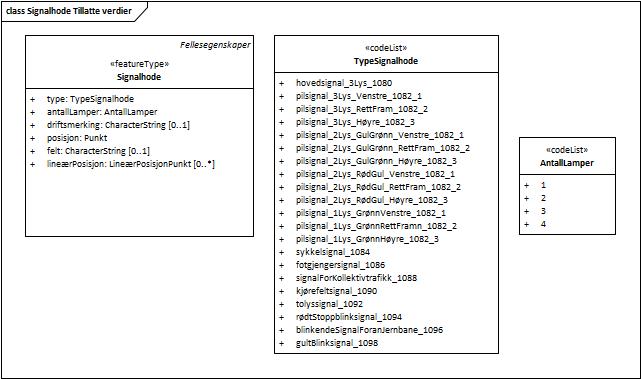 class Signalhode Tillatte verdier
Fellesegenskaper
«featureType»
Signalhode
+ type: TypeSignalhode
+ antallLamper: AntallLamper
+ driftsmerking: CharacterString [0..1]
+ posisjon: Punkt
+ felt: CharacterString [0..1]
+ lineærPosisjon: LineærPosisjonPunkt [0..*]
«codeList»
TypeSignalhode
+ hovedsignal_3Lys_1080
+ pilsignal_3Lys_Venstre_1082_1
+ pilsignal_3Lys_RettFram_1082_2
+ pilsignal_3Lys_Høyre_1082_3
+ pilsignal_2Lys_GulGrønn_Venstre_1082_1
+ pilsignal_2Lys_GulGrønn_RettFram_1082_2
+ pilsignal_2Lys_GulGrønn_Høyre_1082_3
+ pilsignal_2Lys_RødGul_Venstre_1082_1
+ pilsignal_2Lys_RødGul_RettFram_1082_2
+ pilsignal_2Lys_RødGul_Høyre_1082_3
+ pilsignal_1Lys_GrønnVenstre_1082_1
+ pilsignal_1Lys_GrønnRettFramn_1082_2
+ pilsignal_1Lys_GrønnHøyre_1082_3
+ sykkelsignal_1084
+ fotgjengersignal_1086
+ signalForKollektivtrafikk_1088
+ kjørefeltsignal_1090
+ tolyssignal_1092
+ rødtStoppblinksignal_1094
+ blinkendeSignalForanJernbane_1096
+ gultBlinksignal_1098
«codeList»
AntallLamper
+ 1
+ 2
+ 3
+ 4